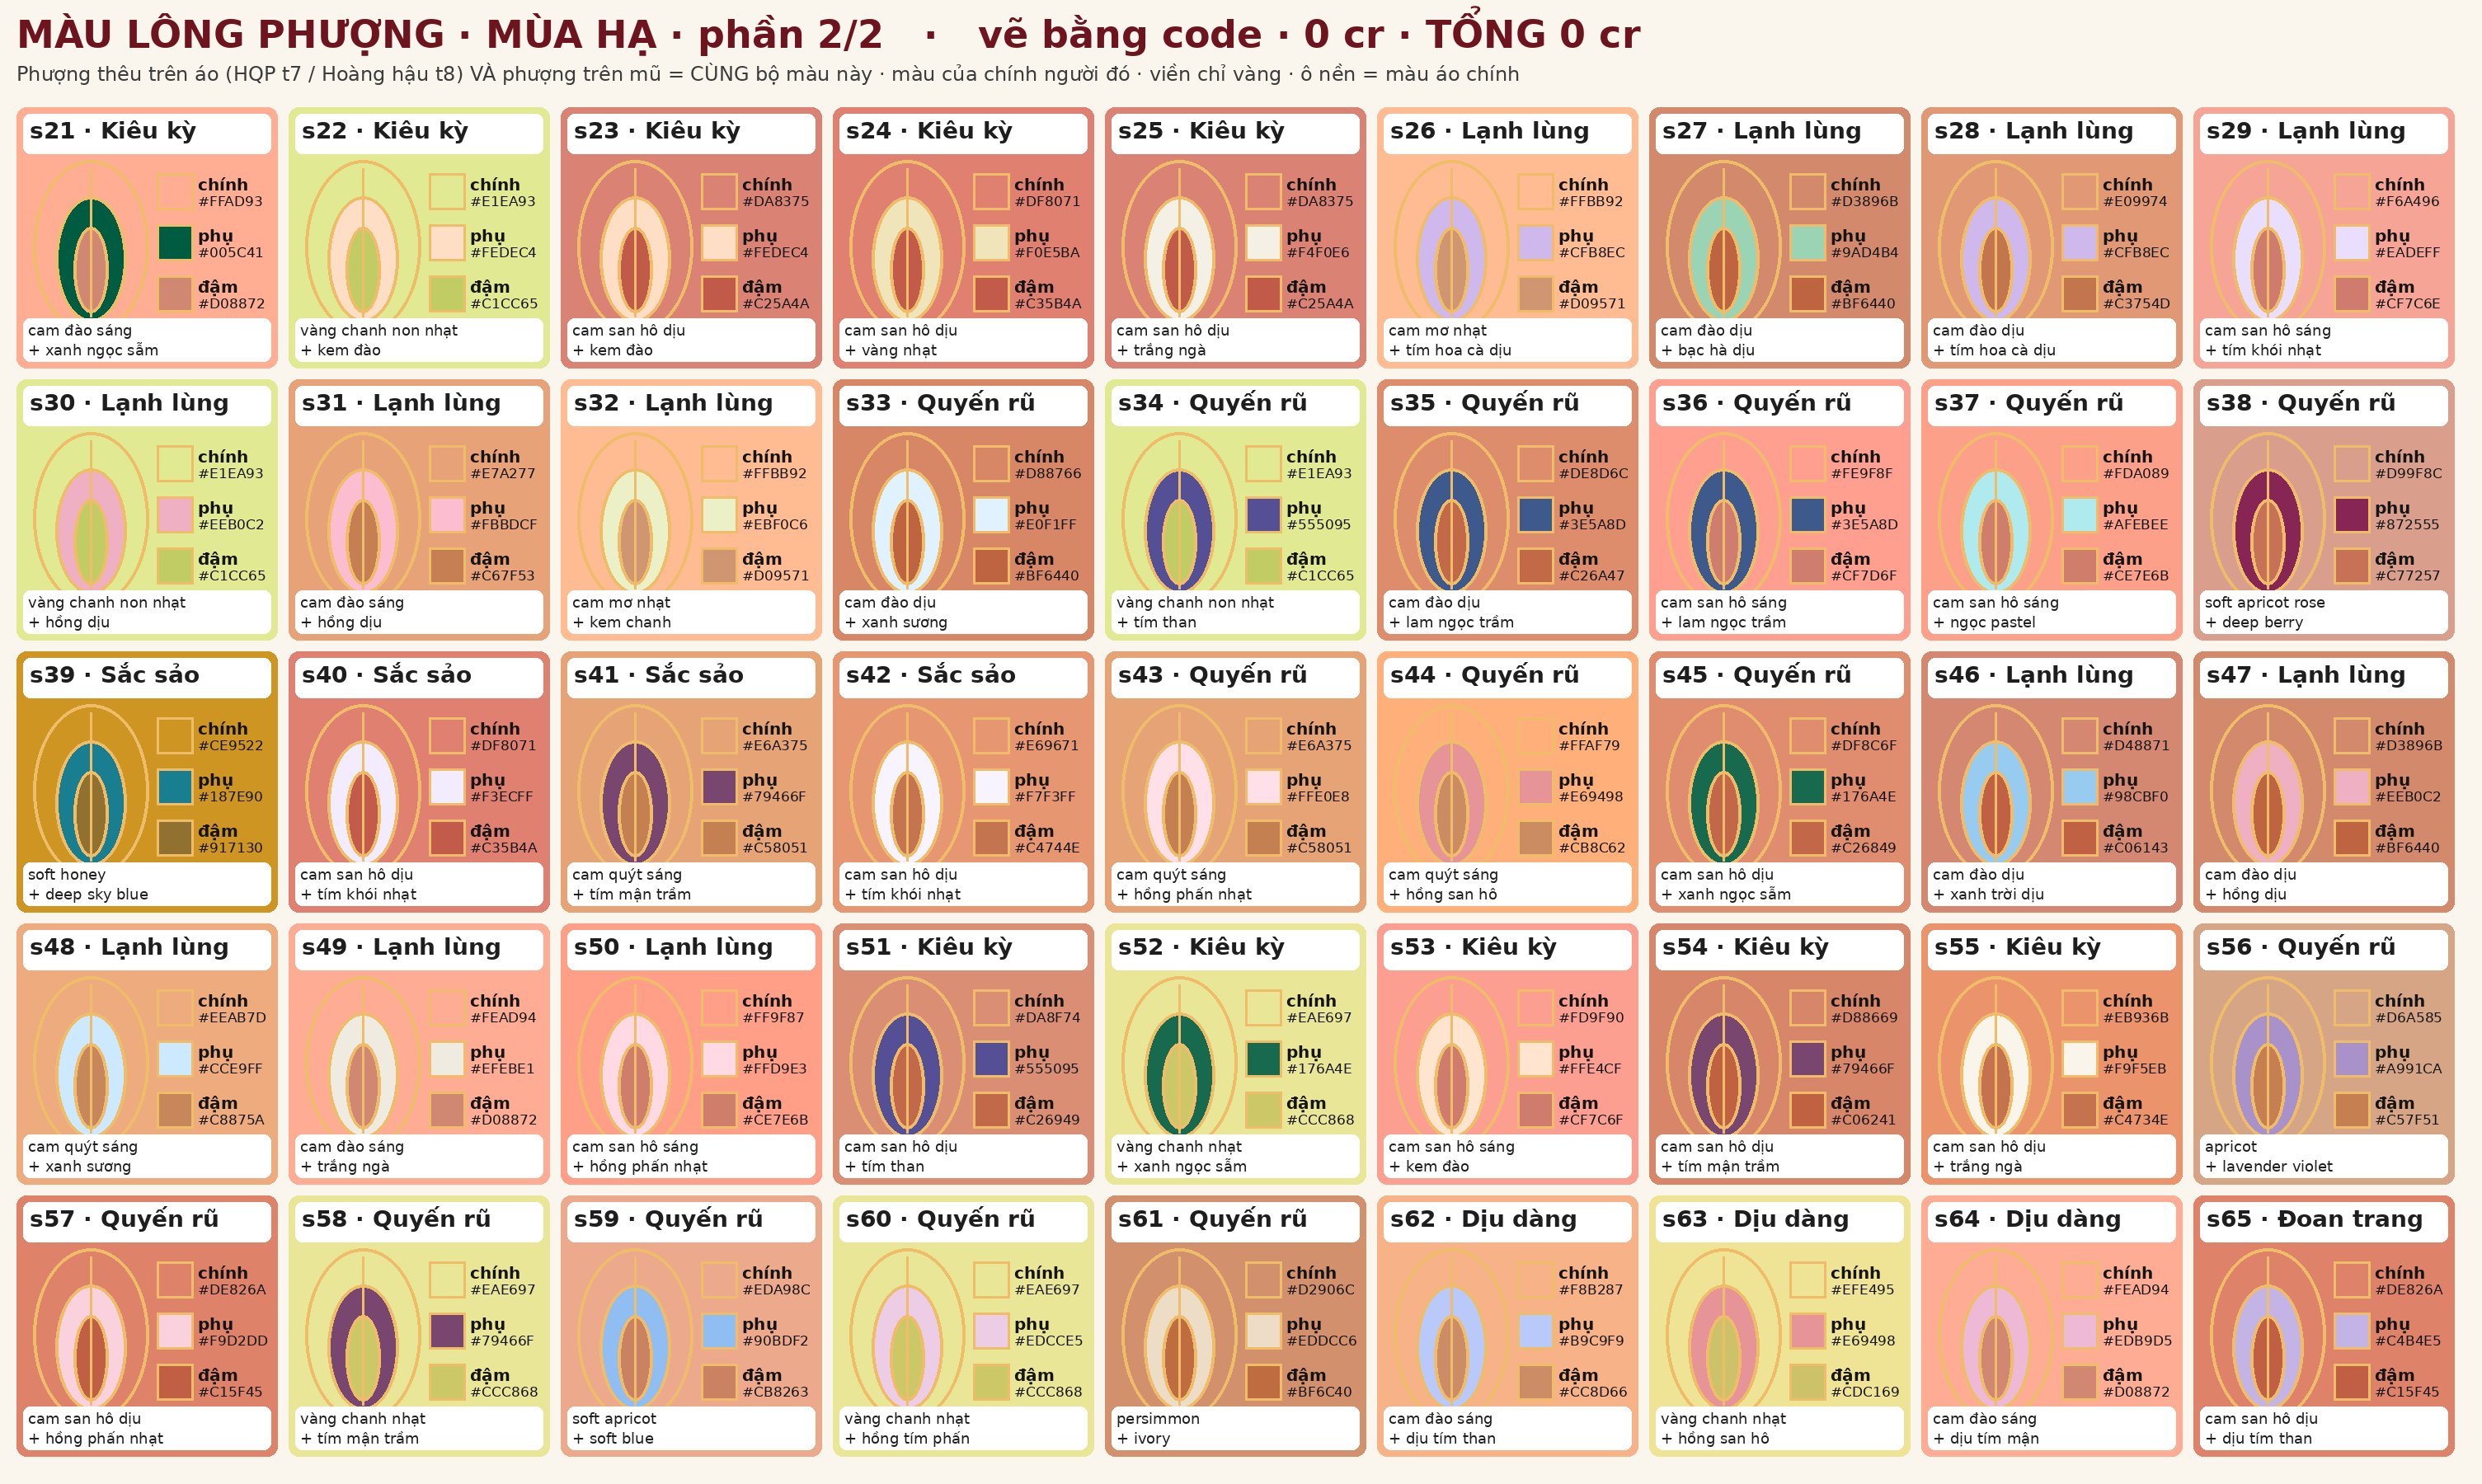 MÀU LÔNG PHƯỢNG · MÙA HẠ · phần 2/2 · vẽ bằng code · 0 cr · TỔNG 0 cr
Phượng thêu trên áo (HQP t7 / Hoàng hậu t8) VÀ phượng trên mũ = CÙNG bộ màu này · màu của chính người đó · viền chỉ vàng · ô nền = màu áo chính
s21 · Kiêu kỳ
chính
#FFAD93
phụ
#005C41
đậm
#D08872
cam đào sáng
+ xanh ngọc sẫm
s22 · Kiêu kỳ
chính
#E1EA93
phụ
#FEDEC4
đậm
#C1CC65
vàng chanh non nhạt
+ kem đào
s23 · Kiêu kỳ
chính
#DA8375
phụ
#FEDEC4
đậm
#C25A4A
cam san hô dịu
+ kem đào
s24 · Kiêu kỳ
chính
#DF8071
phụ
#F0E5BA
đậm
#C35B4A
cam san hô dịu
+ vàng nhạt
s25 · Kiêu kỳ
chính
#DA8375
phụ
#F4F0E6
đậm
#C25A4A
cam san hô dịu
+ trắng ngà
s26 · Lạnh lùng
chính
#FFBB92
phụ
#CFB8EC
đậm
#D09571
cam mơ nhạt
+ tím hoa cà dịu
s27 · Lạnh lùng
chính
#D3896B
phụ
#9AD4B4
đậm
#BF6440
cam đào dịu
+ bạc hà dịu
s28 · Lạnh lùng
chính
#E09974
phụ
#CFB8EC
đậm
#C3754D
cam đào dịu
+ tím hoa cà dịu
s29 · Lạnh lùng
chính
#F6A496
phụ
#EADEFF
đậm
#CF7C6E
cam san hô sáng
+ tím khói nhạt
s30 · Lạnh lùng
chính
#E1EA93
phụ
#EEB0C2
đậm
#C1CC65
vàng chanh non nhạt
+ hồng dịu
s31 · Lạnh lùng
chính
#E7A277
phụ
#FBBDCF
đậm
#C67F53
cam đào sáng
+ hồng dịu
s32 · Lạnh lùng
chính
#FFBB92
phụ
#EBF0C6
đậm
#D09571
cam mơ nhạt
+ kem chanh
s33 · Quyến rũ
chính
#D88766
phụ
#E0F1FF
đậm
#BF6440
cam đào dịu
+ xanh sương
s34 · Quyến rũ
chính
#E1EA93
phụ
#555095
đậm
#C1CC65
vàng chanh non nhạt
+ tím than
s35 · Quyến rũ
chính
#DE8D6C
phụ
#3E5A8D
đậm
#C26A47
cam đào dịu
+ lam ngọc trầm
s36 · Quyến rũ
chính
#FE9F8F
phụ
#3E5A8D
đậm
#CF7D6F
cam san hô sáng
+ lam ngọc trầm
s37 · Quyến rũ
chính
#FDA089
phụ
#AFEBEE
đậm
#CE7E6B
cam san hô sáng
+ ngọc pastel
s38 · Quyến rũ
chính
#D99F8C
phụ
#872555
đậm
#C77257
soft apricot rose
+ deep berry
s39 · Sắc sảo
chính
#CE9522
phụ
#187E90
đậm
#917130
soft honey
+ deep sky blue
s40 · Sắc sảo
chính
#DF8071
phụ
#F3ECFF
đậm
#C35B4A
cam san hô dịu
+ tím khói nhạt
s41 · Sắc sảo
chính
#E6A375
phụ
#79466F
đậm
#C58051
cam quýt sáng
+ tím mận trầm
s42 · Sắc sảo
chính
#E69671
phụ
#F7F3FF
đậm
#C4744E
cam san hô dịu
+ tím khói nhạt
s43 · Quyến rũ
chính
#E6A375
phụ
#FFE0E8
đậm
#C58051
cam quýt sáng
+ hồng phấn nhạt
s44 · Quyến rũ
chính
#FFAF79
phụ
#E69498
đậm
#CB8C62
cam quýt sáng
+ hồng san hô
s45 · Quyến rũ
chính
#DF8C6F
phụ
#176A4E
đậm
#C26849
cam san hô dịu
+ xanh ngọc sẫm
s46 · Lạnh lùng
chính
#D48871
phụ
#98CBF0
đậm
#C06143
cam đào dịu
+ xanh trời dịu
s47 · Lạnh lùng
chính
#D3896B
phụ
#EEB0C2
đậm
#BF6440
cam đào dịu
+ hồng dịu
s48 · Lạnh lùng
chính
#EEAB7D
phụ
#CCE9FF
đậm
#C8875A
cam quýt sáng
+ xanh sương
s49 · Lạnh lùng
chính
#FEAD94
phụ
#EFEBE1
đậm
#D08872
cam đào sáng
+ trắng ngà
s50 · Lạnh lùng
chính
#FF9F87
phụ
#FFD9E3
đậm
#CE7E6B
cam san hô sáng
+ hồng phấn nhạt
s51 · Kiêu kỳ
chính
#DA8F74
phụ
#555095
đậm
#C26949
cam san hô dịu
+ tím than
s52 · Kiêu kỳ
chính
#EAE697
phụ
#176A4E
đậm
#CCC868
vàng chanh nhạt
+ xanh ngọc sẫm
s53 · Kiêu kỳ
chính
#FD9F90
phụ
#FFE4CF
đậm
#CF7C6F
cam san hô sáng
+ kem đào
s54 · Kiêu kỳ
chính
#D88669
phụ
#79466F
đậm
#C06241
cam san hô dịu
+ tím mận trầm
s55 · Kiêu kỳ
chính
#EB936B
phụ
#F9F5EB
đậm
#C4734E
cam san hô dịu
+ trắng ngà
s56 · Quyến rũ
chính
#D6A585
phụ
#A991CA
đậm
#C57F51
apricot
+ lavender violet
s57 · Quyến rũ
chính
#DE826A
phụ
#F9D2DD
đậm
#C15F45
cam san hô dịu
+ hồng phấn nhạt
s58 · Quyến rũ
chính
#EAE697
phụ
#79466F
đậm
#CCC868
vàng chanh nhạt
+ tím mận trầm
s59 · Quyến rũ
chính
#EDA98C
phụ
#90BDF2
đậm
#CB8263
soft apricot
+ soft blue
s60 · Quyến rũ
chính
#EAE697
phụ
#EDCCE5
đậm
#CCC868
vàng chanh nhạt
+ hồng tím phấn
s61 · Quyến rũ
chính
#D2906C
phụ
#EDDCC6
đậm
#BF6C40
persimmon
+ ivory
s62 · Dịu dàng
chính
#F8B287
phụ
#B9C9F9
đậm
#CC8D66
cam đào sáng
+ dịu tím than
s63 · Dịu dàng
chính
#EFE495
phụ
#E69498
đậm
#CDC169
vàng chanh nhạt
+ hồng san hô
s64 · Dịu dàng
chính
#FEAD94
phụ
#EDB9D5
đậm
#D08872
cam đào sáng
+ dịu tím mận
s65 · Đoan trang
chính
#DE826A
phụ
#C4B4E5
đậm
#C15F45
cam san hô dịu
+ dịu tím than